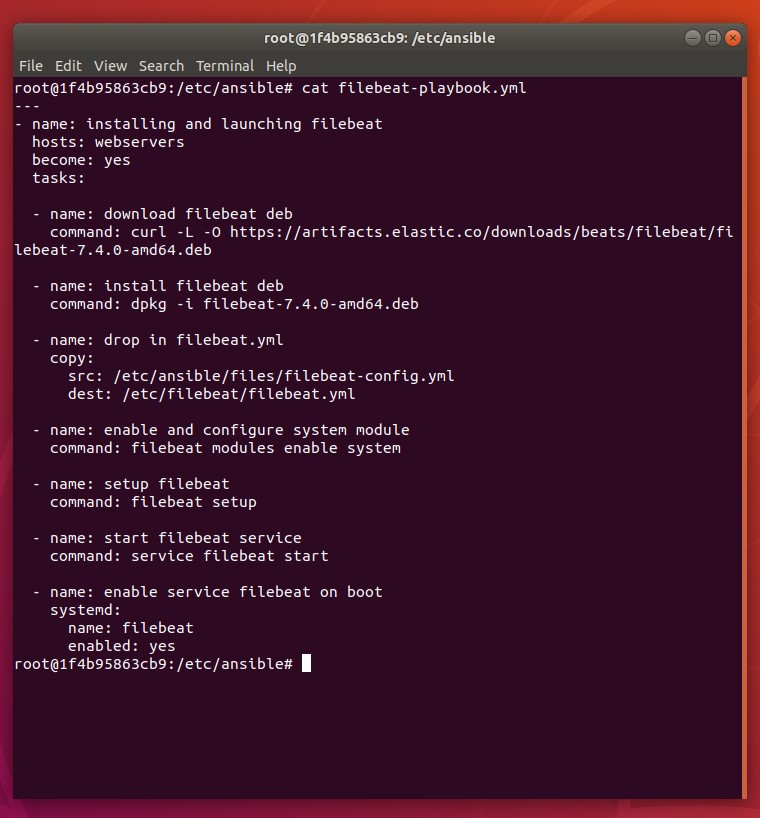 root@1f4b95863cb9: /etc/ansible
File Edit View Search Terminal Help
root@1f4b95863cb9:/etc/ansible# cat filebeat-playbook.yml
---
- name: installing and launching filebeat
  hosts: webservers
  become: yes
  tasks:

  - name: download filebeat deb
    command: curl -L -O https://artifacts.elastic.co/downloads/beats/filebeat/fi
lebeat-7.4.0-amd64.deb

  - name: install filebeat deb
    command: dpkg -i filebeat-7.4.0-amd64.deb

  - name: drop in filebeat.yml
    copy:
      src: /etc/ansible/files/filebeat-config.yml
      dest: /etc/filebeat/filebeat.yml

  - name: enable and configure system module
    command: filebeat modules enable system

  - name: setup filebeat
    command: filebeat setup

  - name: start filebeat service
    command: service filebeat start

  - name: enable service filebeat on boot
    systemd:
      name: filebeat
      enabled: yes
root@1f4b95863cb9:/etc/ansible#